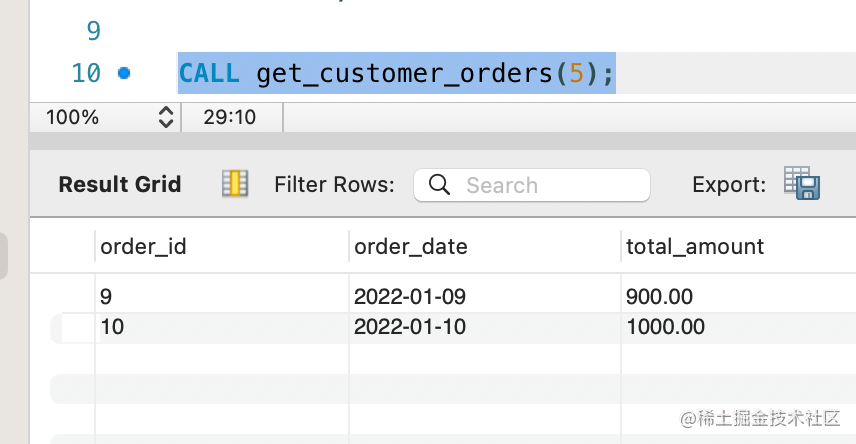 9
10 CALL get_customer_orders(5);
100% 29:10
Result Grid Filter Rows: Search Export:
order_id order_date total_amount
9 2022-01-09 900.00
10 2022-01-10 1000.00
@稀土掘金技术社区